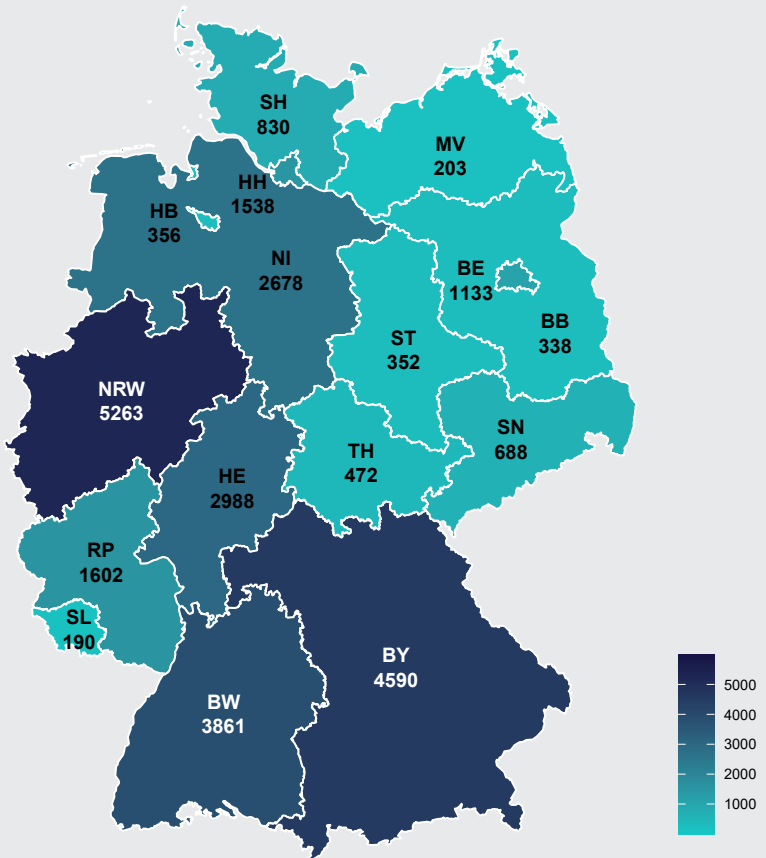 SH
830
MV
203
HH
1538
HB
356
NI
2678
BE
1133
BB
338
ST
352
NRW
5263
SN
688
TH
472
HE
2988
RP
1602
SL
190
BY
4590
BW
3861
5000
4000
3000
2000
1000